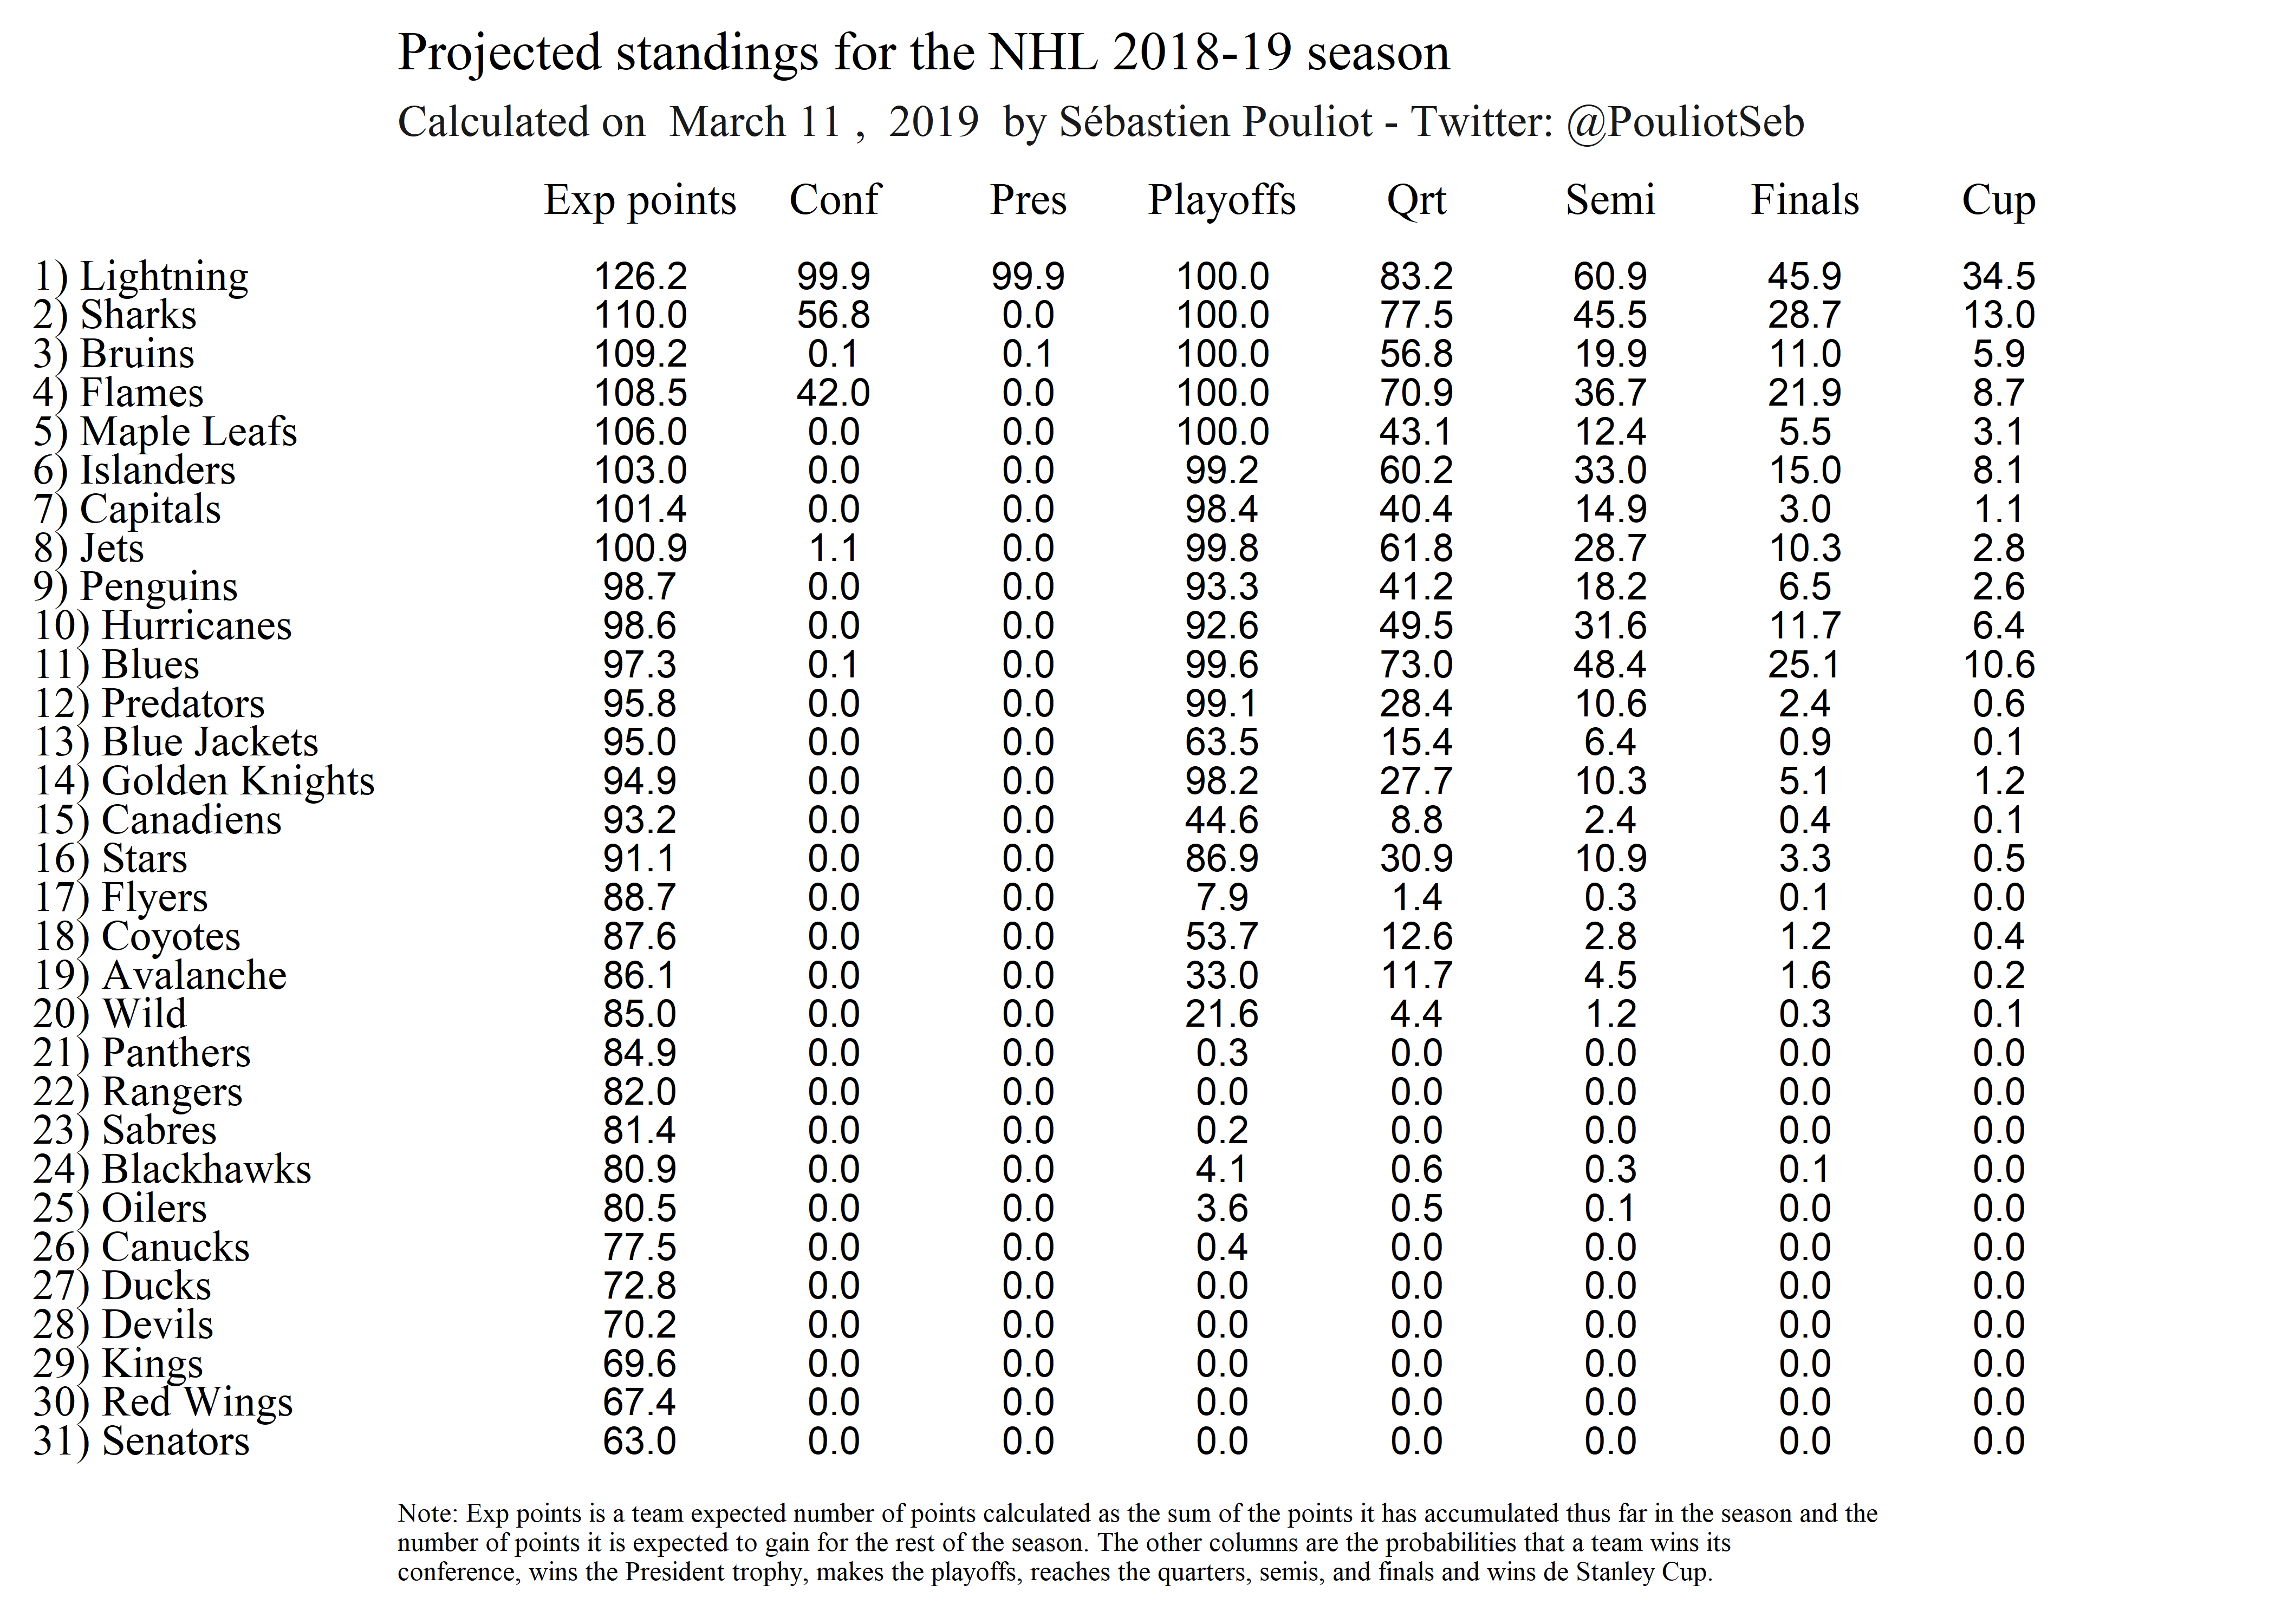 Projected standings for the NHL 2018-19 season
Calculated on March 11 , 2019 by Sébastien Pouliot - Twitter: @PouliotSeb
Exp points Conf Pres Playoffs Qrt Semi Finals Cup
1) Lightning 126.2 99.9 99.9 100.0 83.2 60.9 45.9 34.5
2) Sharks 110.0 56.8 0.0 100.0 77.5 45.5 28.7 13.0
3) Bruins 109.2 0.1 0.1 100.0 56.8 19.9 11.0 5.9
4) Flames 108.5 42.0 0.0 100.0 70.9 36.7 21.9 8.7
5) Maple Leafs 106.0 0.0 0.0 100.0 43.1 12.4 5.5 3.1
6) Islanders 103.0 0.0 0.0 99.2 60.2 33.0 15.0 8.1
7) Capitals 101.4 0.0 0.0 98.4 40.4 14.9 3.0 1.1
8) Jets 100.9 1.1 0.0 99.8 61.8 28.7 10.3 2.8
9) Penguins 98.7 0.0 0.0 93.3 41.2 18.2 6.5 2.6
10) Hurricanes 98.6 0.0 0.0 92.6 49.5 31.6 11.7 6.4
11) Blues 97.3 0.1 0.0 99.6 73.0 48.4 25.1 10.6
12) Predators 95.8 0.0 0.0 99.1 28.4 10.6 2.4 0.6
13) Blue Jackets 95.0 0.0 0.0 63.5 15.4 6.4 0.9 0.1
14) Golden Knights 94.9 0.0 0.0 98.2 27.7 10.3 5.1 1.2
15) Canadiens 93.2 0.0 0.0 44.6 8.8 2.4 0.4 0.1
16) Stars 91.1 0.0 0.0 86.9 30.9 10.9 3.3 0.5
17) Flyers 88.7 0.0 0.0 7.9 1.4 0.3 0.1 0.0
18) Coyotes 87.6 0.0 0.0 53.7 12.6 2.8 1.2 0.4
19) Avalanche 86.1 0.0 0.0 33.0 11.7 4.5 1.6 0.2
20) Wild 85.0 0.0 0.0 21.6 4.4 1.2 0.3 0.1
21) Panthers 84.9 0.0 0.0 0.3 0.0 0.0 0.0 0.0
22) Rangers 82.0 0.0 0.0 0.0 0.0 0.0 0.0 0.0
23) Sabres 81.4 0.0 0.0 0.2 0.0 0.0 0.0 0.0
24) Blackhawks 80.9 0.0 0.0 4.1 0.6 0.3 0.1 0.0
25) Oilers 80.5 0.0 0.0 3.6 0.5 0.1 0.0 0.0
26) Canucks 77.5 0.0 0.0 0.4 0.0 0.0 0.0 0.0
27) Ducks 72.8 0.0 0.0 0.0 0.0 0.0 0.0 0.0
28) Devils 70.2 0.0 0.0 0.0 0.0 0.0 0.0 0.0
29) Kings 69.6 0.0 0.0 0.0 0.0 0.0 0.0 0.0
30) Red Wings 67.4 0.0 0.0 0.0 0.0 0.0 0.0 0.0
31) Senators 63.0 0.0 0.0 0.0 0.0 0.0 0.0 0.0
Note: Exp points is a team expected number of points calculated as the sum of the points it has accumulated thus far in the season and the
number of points it is expected to gain for the rest of the season. The other columns are the probabilities that a team wins its
conference, wins the President trophy, makes the playoffs, reaches the quarters, semis, and finals and wins de Stanley Cup.